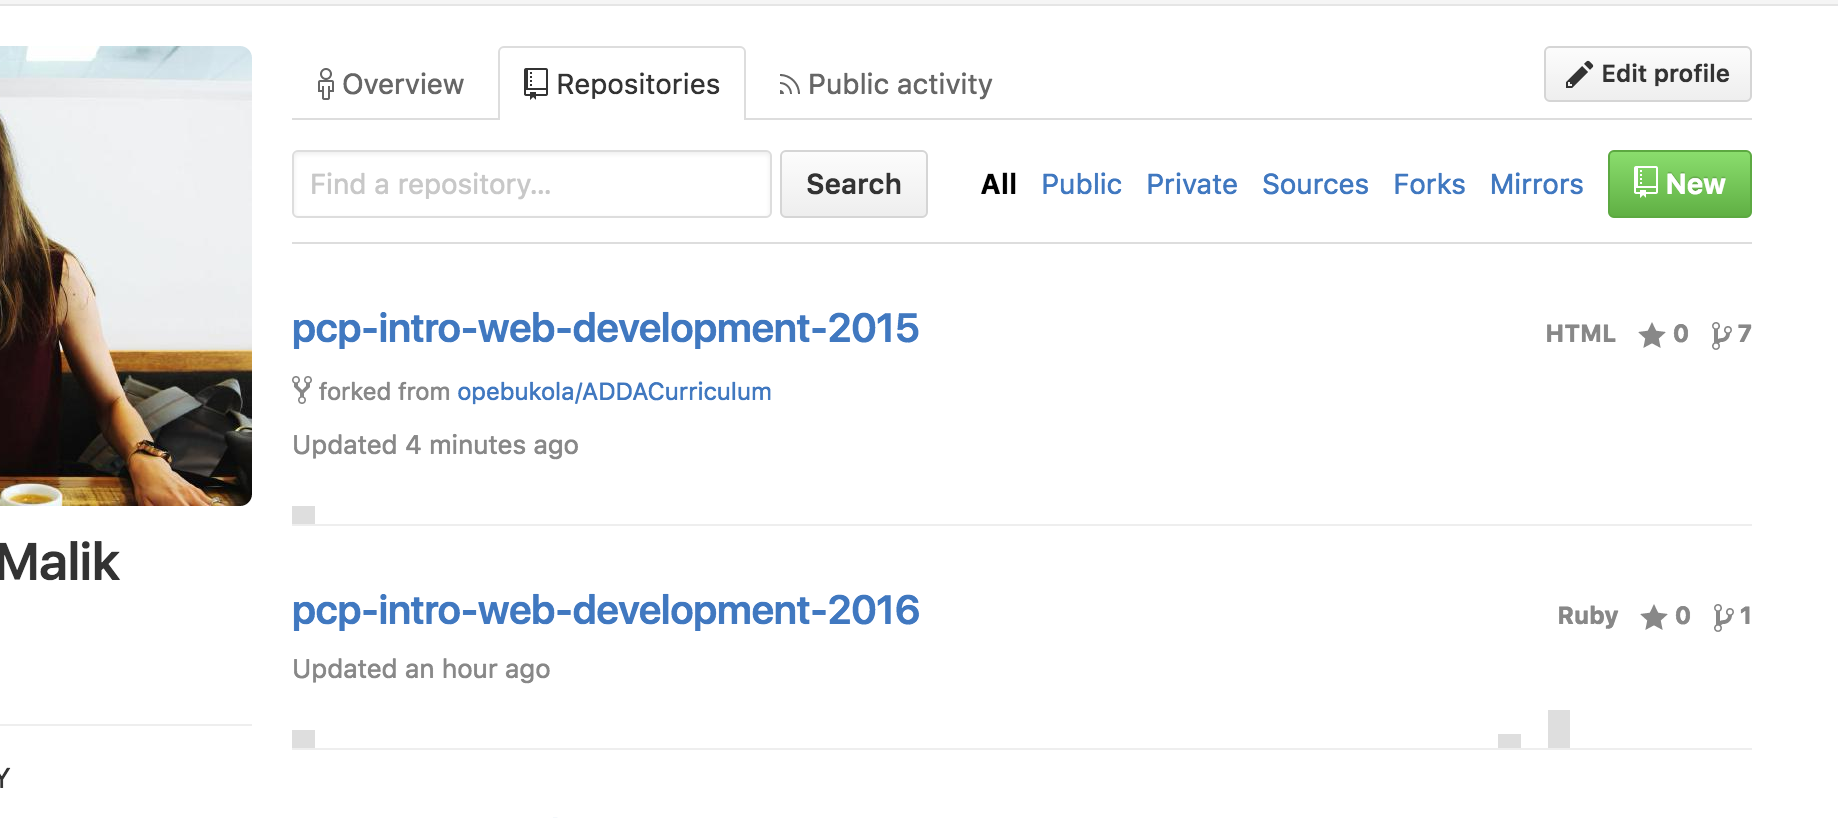 Overview
Repositories
Public activity
Edit profile
Find a repository...
Search
All Public Private Sources Forks Mirrors
New
pcp-intro-web-development-2015
HTML 0 7
forked from opebukola/ADDACurriculum
Updated 4 minutes ago
Malik
pcp-intro-web-development-2016
Ruby 0 1
Updated an hour ago
Y